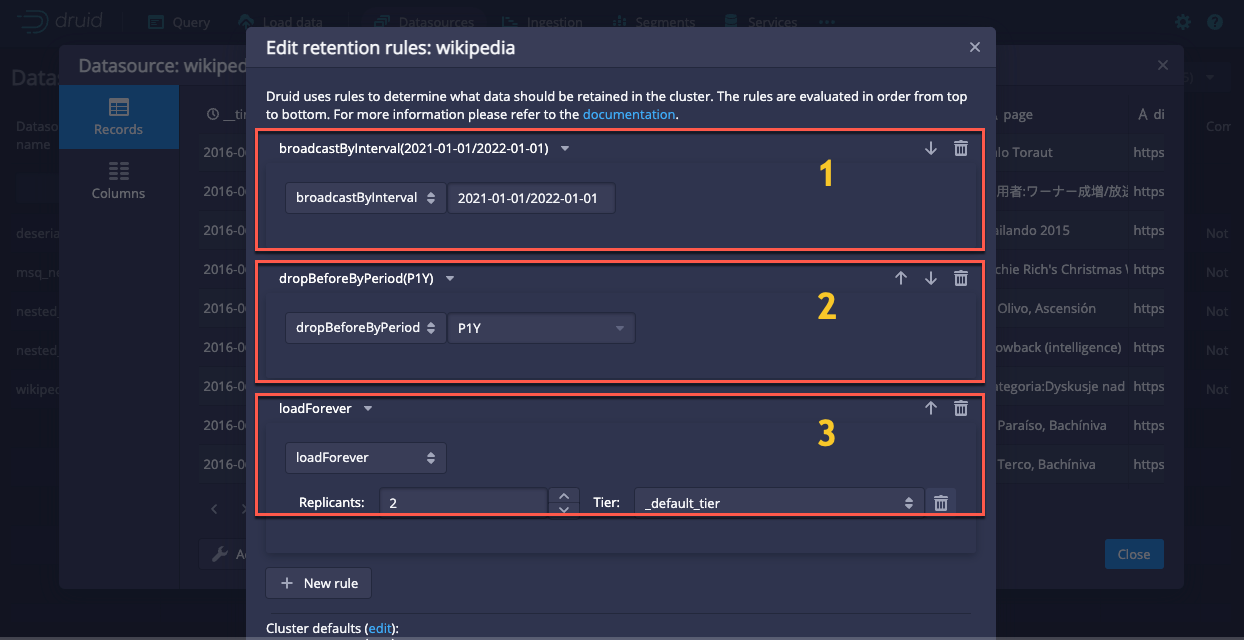 druid
Query
Load data
Datasources
Ingestion
Segments
Services
Edit retention rules: wikipedia
Datas
Datasource: wikiped
Druid uses rules to determine what data should be retained in the cluster. The rules are evaluated in order from top
to bottom. For more information please refer to the documentation.
Records
Columns
Dataso
name
__tim
page
A di
Com
deseria
msq_ne
nested_
nested_
wikiped
2016-0
2016-0
2016-0
2016-0
2016-0
2016-0
2016-0
2016-0
2016-0
broadcastByInterval(2021-01-01/2022-01-01)
1
broadcastByInterval
2021-01-01/2022-01-01
dropBeforeByPeriod(P1Y)
2
dropBeforeByPeriod
P1Y
loadForever
3
loadForever
Replicants:
2
Tier:
_default_tier
lo Toraut
https
用者:ワーナー成増/放送
https
ailando 2015
https
Not
chie Rich's Christmas
https
Not
Olivo, Ascensión
https
Not
owback (intelligence)
https
Not
ategoria:Dyskusje nad
https
Not
Paraíso, Bachíniva
https
Terco, Bachíniva
https
A
Close
+ New rule
Cluster defaults (edit):